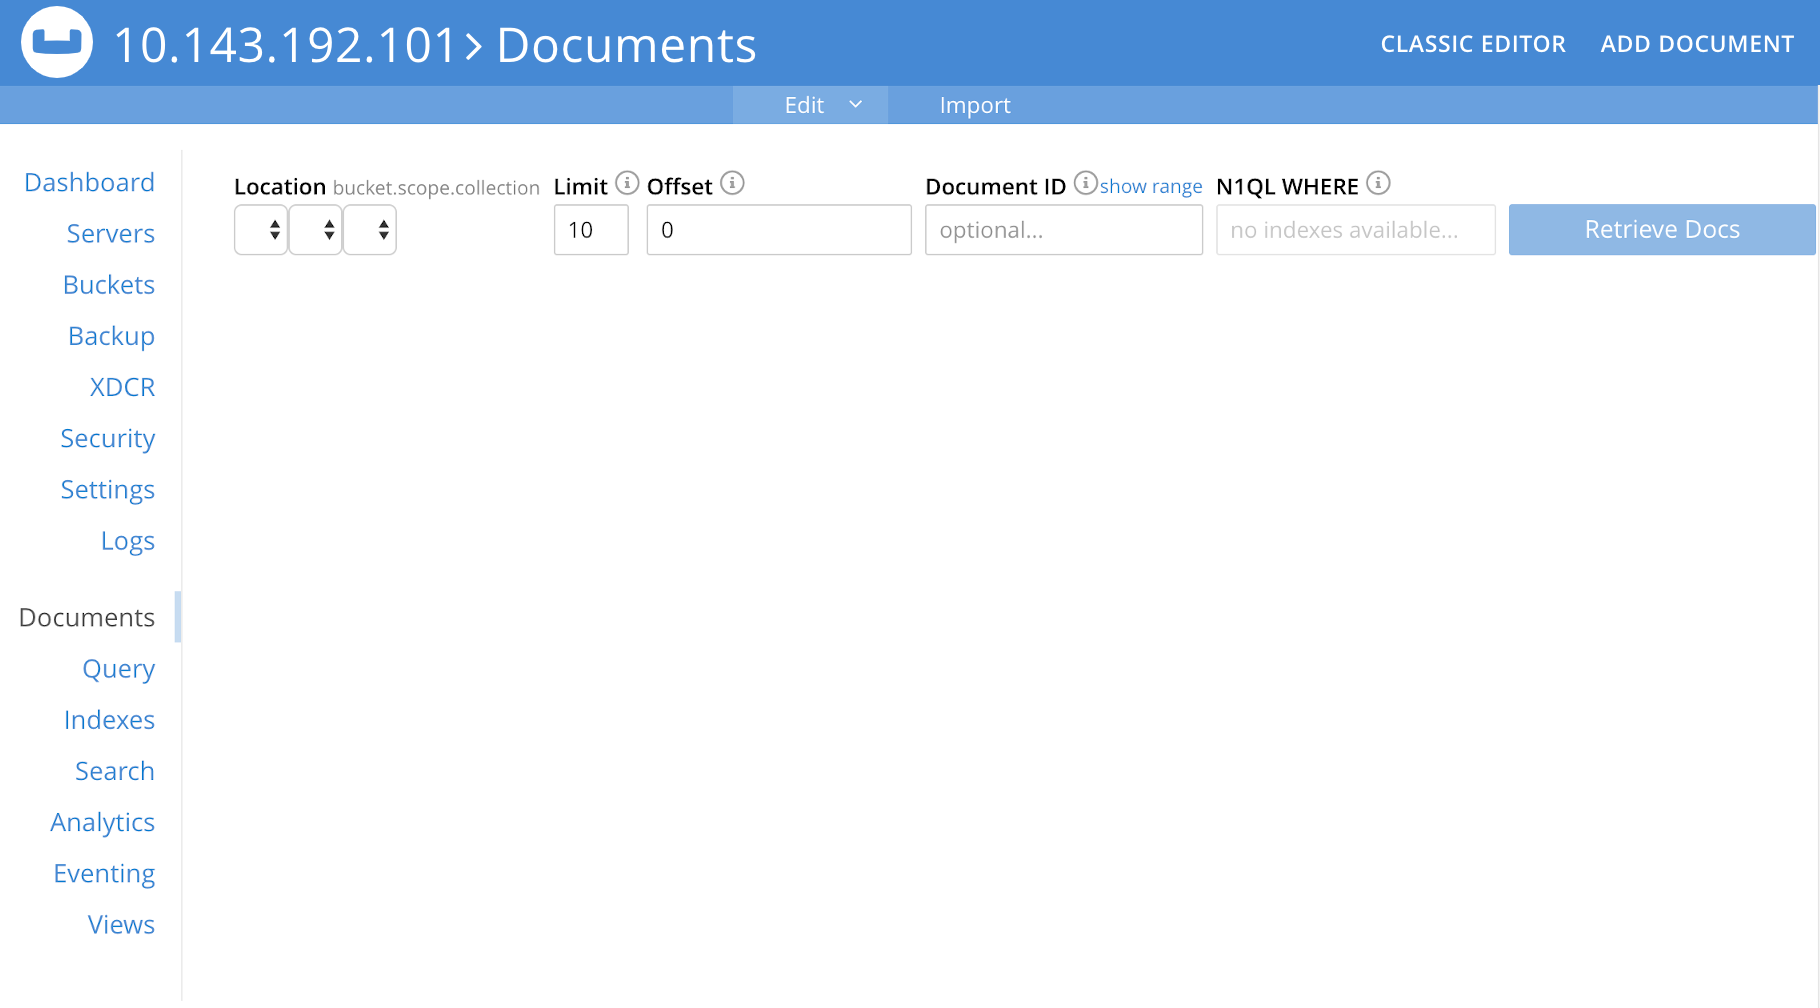 10.143.192.101 > Documents
CLASSIC EDITOR
ADD DOCUMENT
Edit
Import
Dashboard
Servers
Buckets
Backup
XDCR
Security
Settings
Logs
Documents
Query
Indexes
Search
Analytics
Eventing
Views
Location bucket.scope.collection
Limit
10
Offset
0
Document ID show range
optional...
N1QL WHERE
no indexes available...
Retrieve Docs